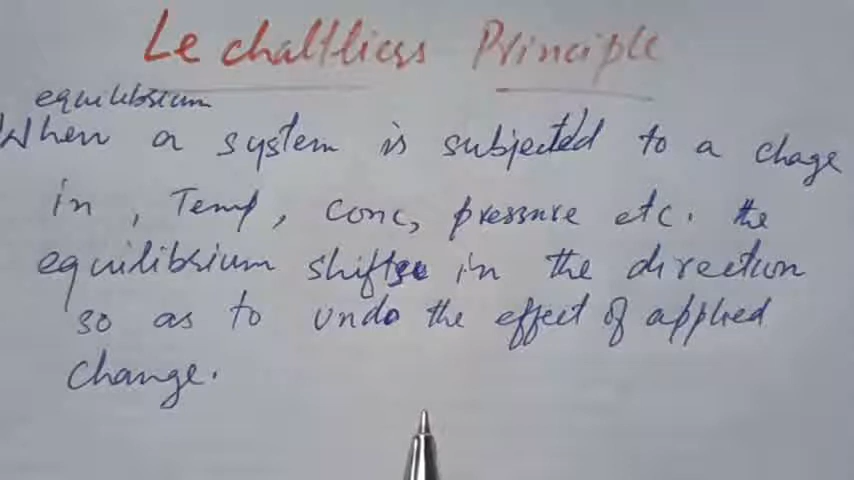 Le chaltliers Principle
equilibrium
When a system is subjected to a chage
in , Temp, conc, pressure etc. the
equilibrium shifts in the direction
so as to undo the effect of applied
change.